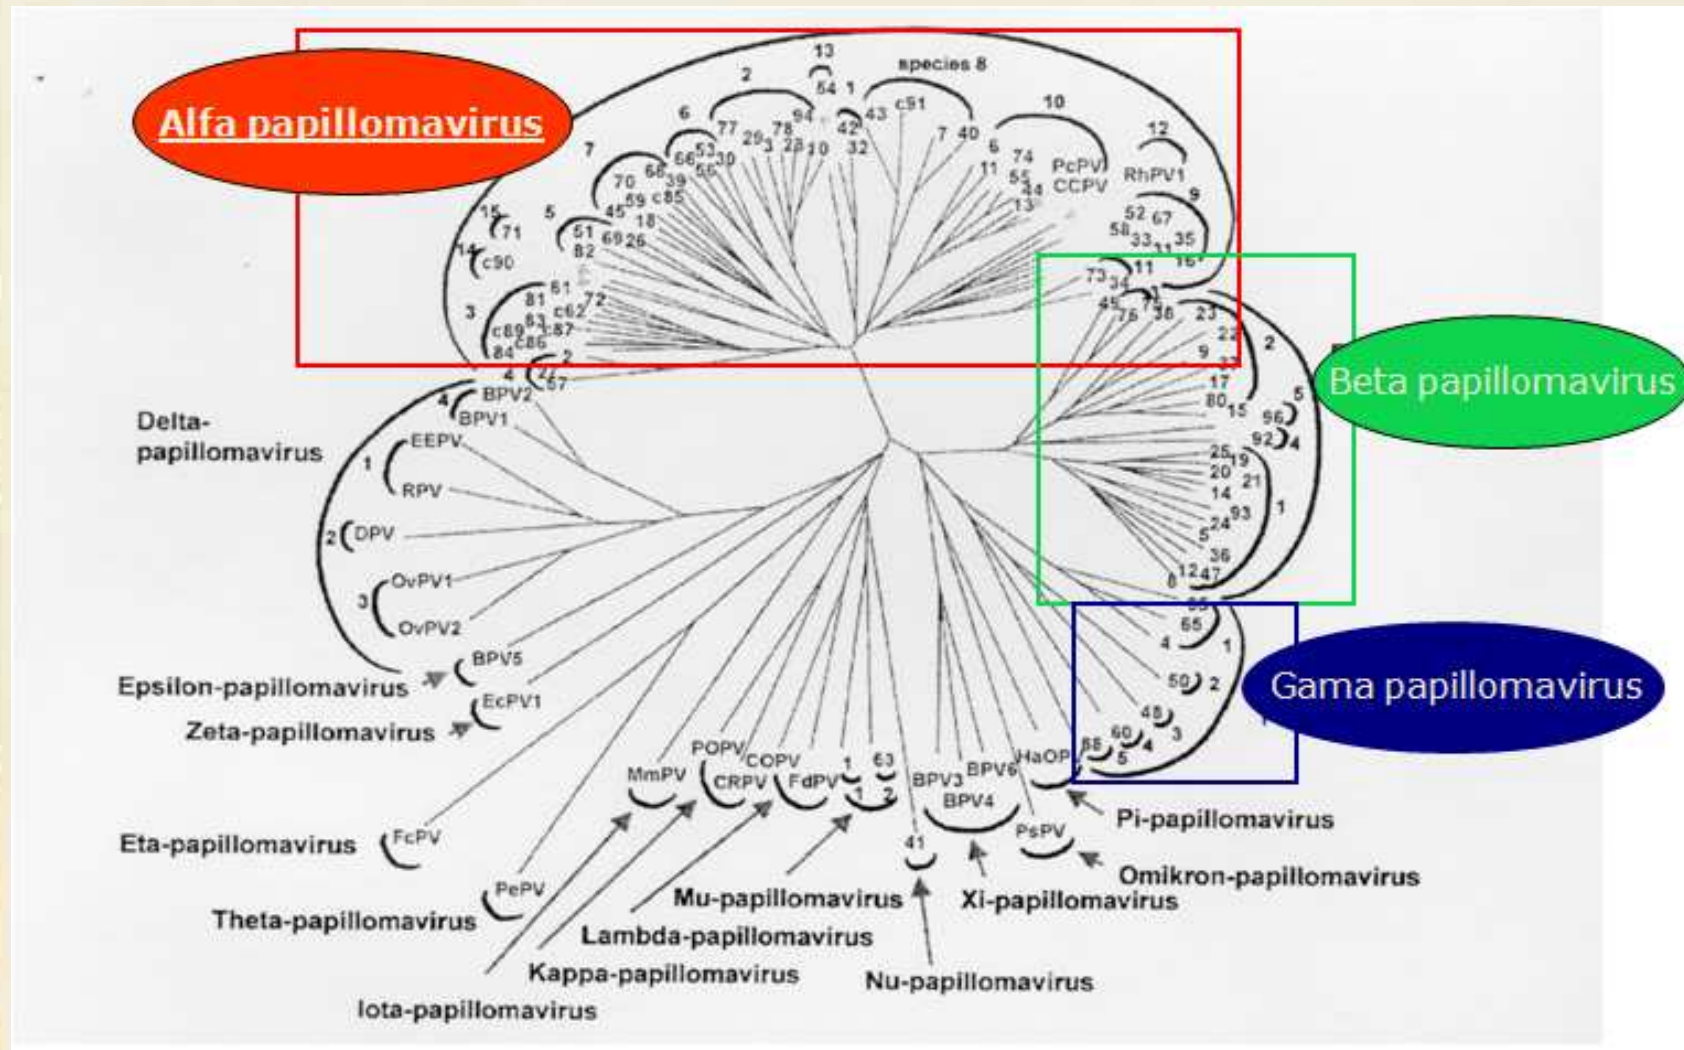 Alfa papillomavirus
13
2
54
1
species 8
43
c91
6
77
94
42
7
40
10
12
7
29
3
78
28
10
32
6
11
74
55
44
13
PcPV
CCPV
RhPV1
66
53
56
30
68
39
c85
70
59
45
18
9
52
67
58
33
35
16
15
71
5
51
82
69
26
14
c90
73
34
11
3
61
81
72
c62
83
c89
c87
c86
84
4
2
57
76
38
23
22
2
9
17
80
15
Beta papillomavirus
5
96
92
4
25
19
20
21
14
93
1
24
5
36
12
47
8
Delta-
papillomavirus
4
BPV2
BPV1
1
EEPV
RPV
2
DPV
3
OvPV1
OvPV2
65
4
1
50
2
48
3
60
4
5
Gama papillomavirus
Epsilon-papillomavirus
BPV5
Zeta-papillomavirus
EcPV1
Eta-papillomavirus
FcPV
Theta-papillomavirus
PePV
MmPV
POPV
CRPV
COPV
FdPV
1
63
1
2
41
BPV3
BPV6
BPV4
HaOP
PsPV
Pi-papillomavirus
Omikron-papillomavirus
Mu-papillomavirus
Xi-papillomavirus
Lambda-papillomavirus
Kappa-papillomavirus
Nu-papillomavirus
Iota-papillomavirus